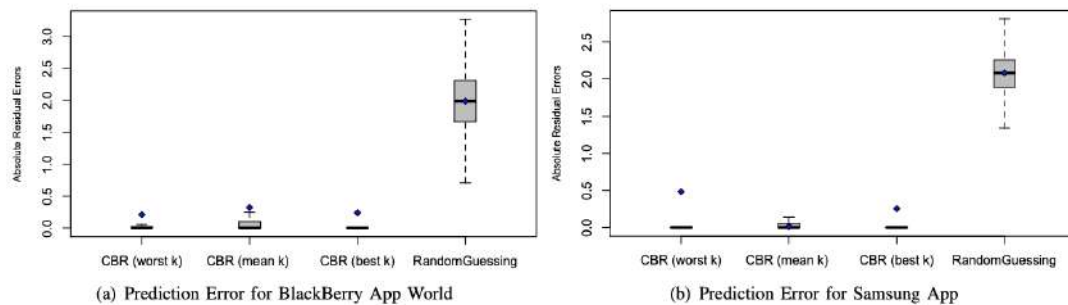 Absolute Residual Errors
3.0
2.5
2.0
1.5
1.0
0.5
0.0
CBR (worst k) CBR (mean k) CBR (best k) RandomGuessing
(a) Prediction Error for BlackBerry App World
Absolute Residual Errors
2.5
2.0
1.5
1.0
0.5
0.0
CBR (worst k) CBR (mean k) CBR (best k) RandomGuessing
(b) Prediction Error for Samsung App